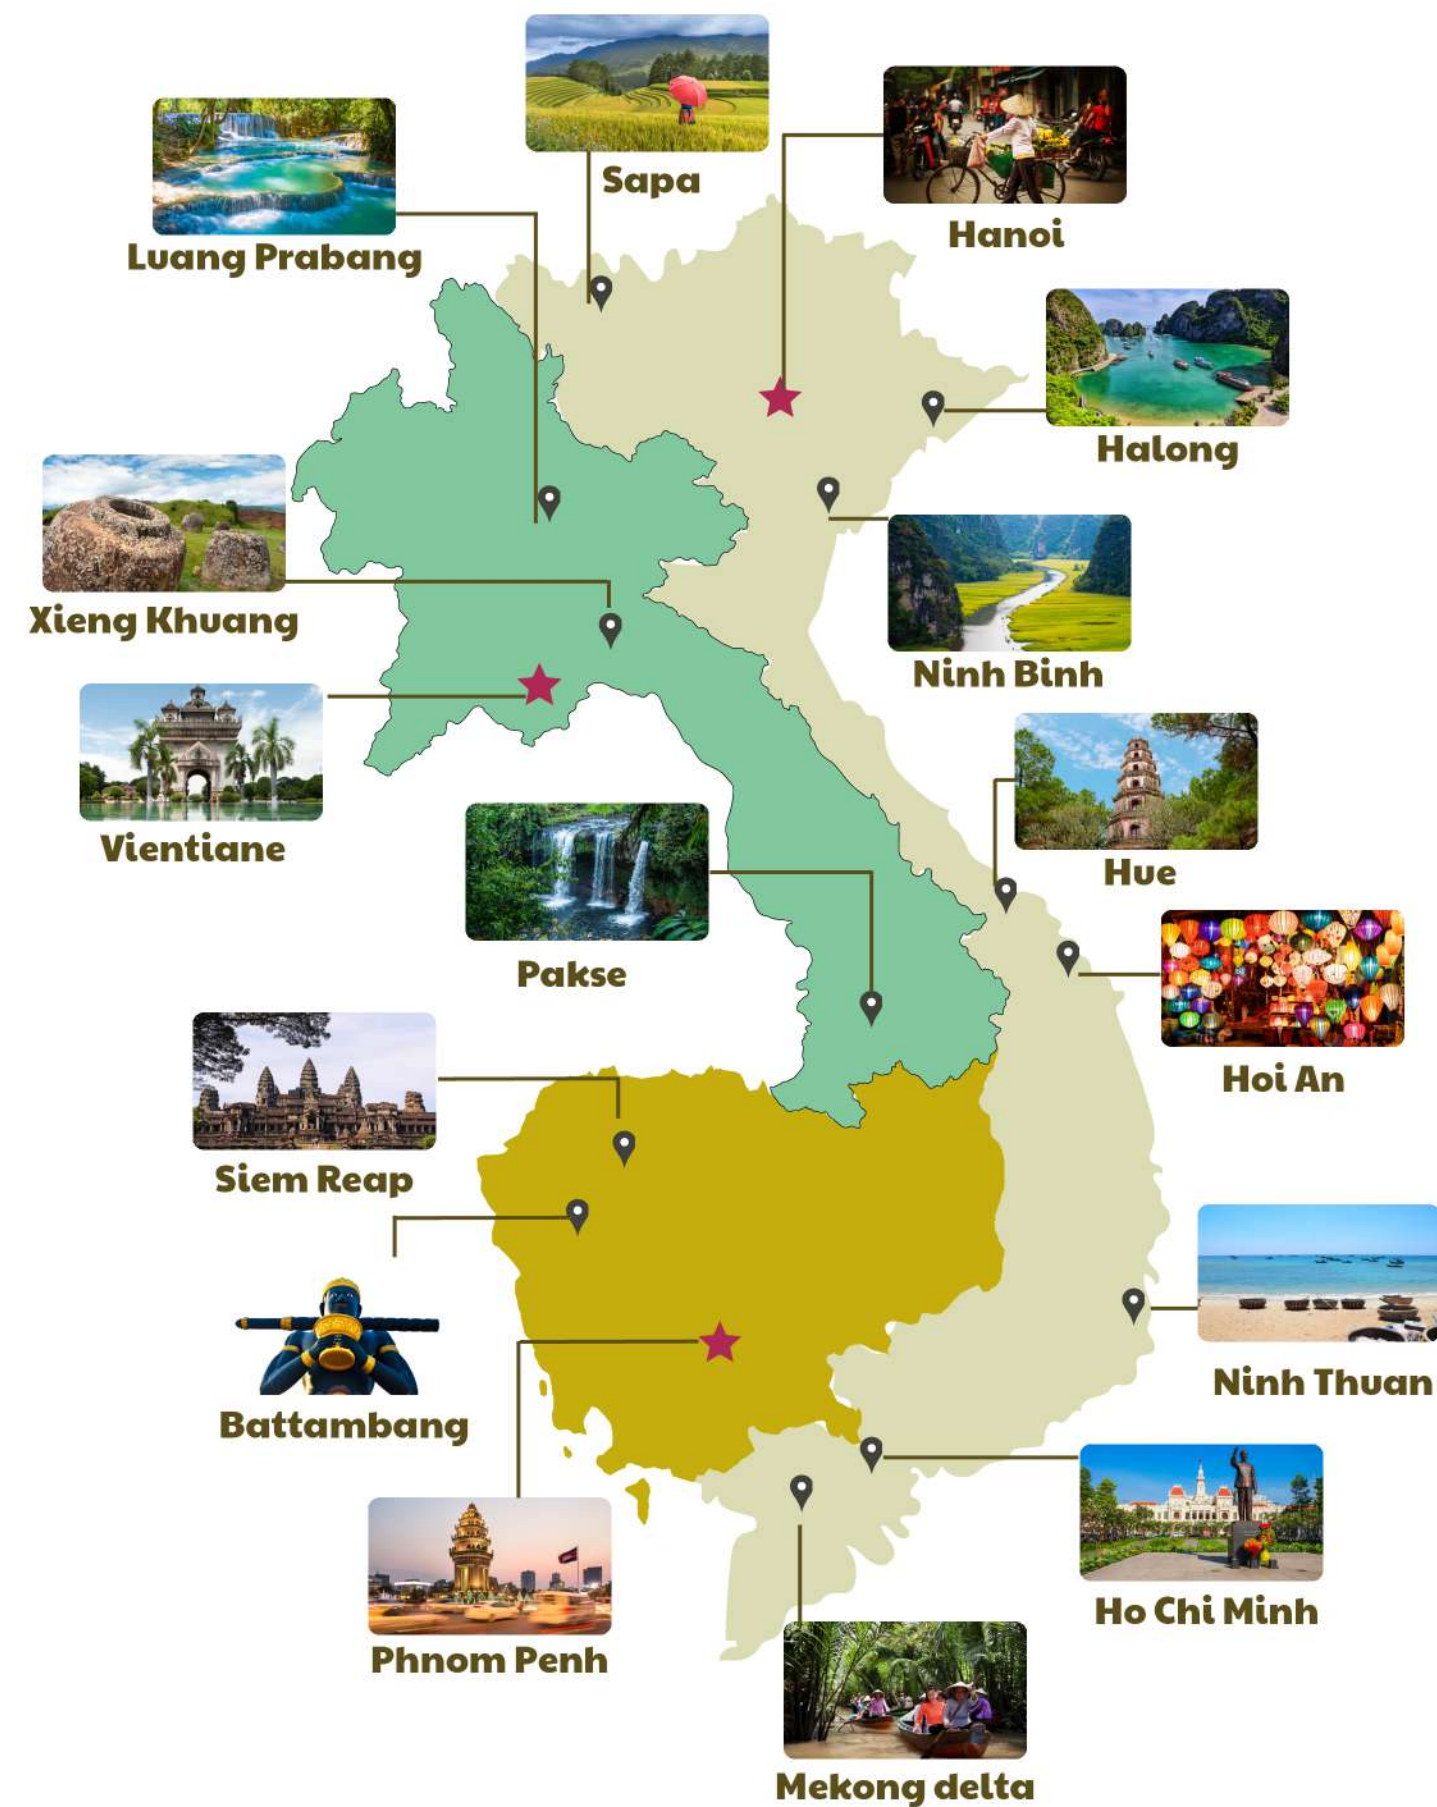 Sapa
Hanoi
Luang Prabang
Halong
Xieng Khuang
Ninh Binh
Vientiane
Hue
Pakse
Hoi An
Siem Reap
Ninh Thuan
Battambang
Ho Chi Minh
Phnom Penh
Mekong delta